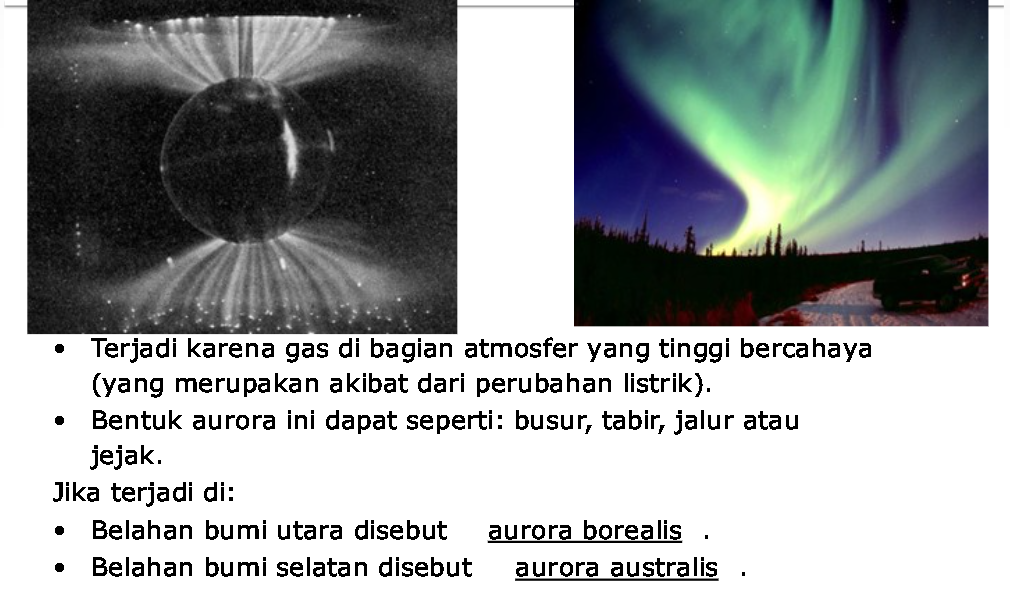 • Terjadi karena gas di bagian atmosfer yang tinggi bercahaya
(yang merupakan akibat dari perubahan listrik).
• Bentuk aurora ini dapat seperti: busur, tabir, jalur atau
jejak.
Jika terjadi di:
• Belahan bumi utara disebut aurora borealis .
• Belahan bumi selatan disebut aurora australis .